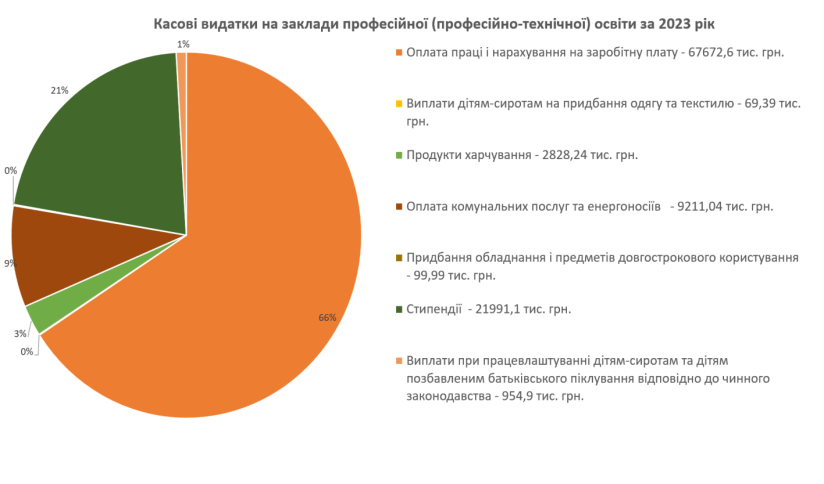 Касові видатки на заклади професійної (професійно-технічної) освіти за 2023 рік
1%
21%
0%
9%
3%
0%
66%
Оплата праці і нарахування на заробітну плату - 67672,6 тис. грн.
Виплати дітям-сиротам на придбання одягу та текстилю - 69,39 тис.
грн.
Продукти харчування - 2828,24 тис. грн.
Оплата комунальних послуг та енергоносіїв - 9211,04 тис. грн.
Придбання обладнання і предметів довгострокового користування
- 99,99 тис. грн.
Стипендії - 21991,1 тис. грн.
Виплати при працевлаштуванні дітям-сиротам та дітям
позбавленим батьківського піклування відповідно до чинного
законодавства - 954,9 тис. грн.